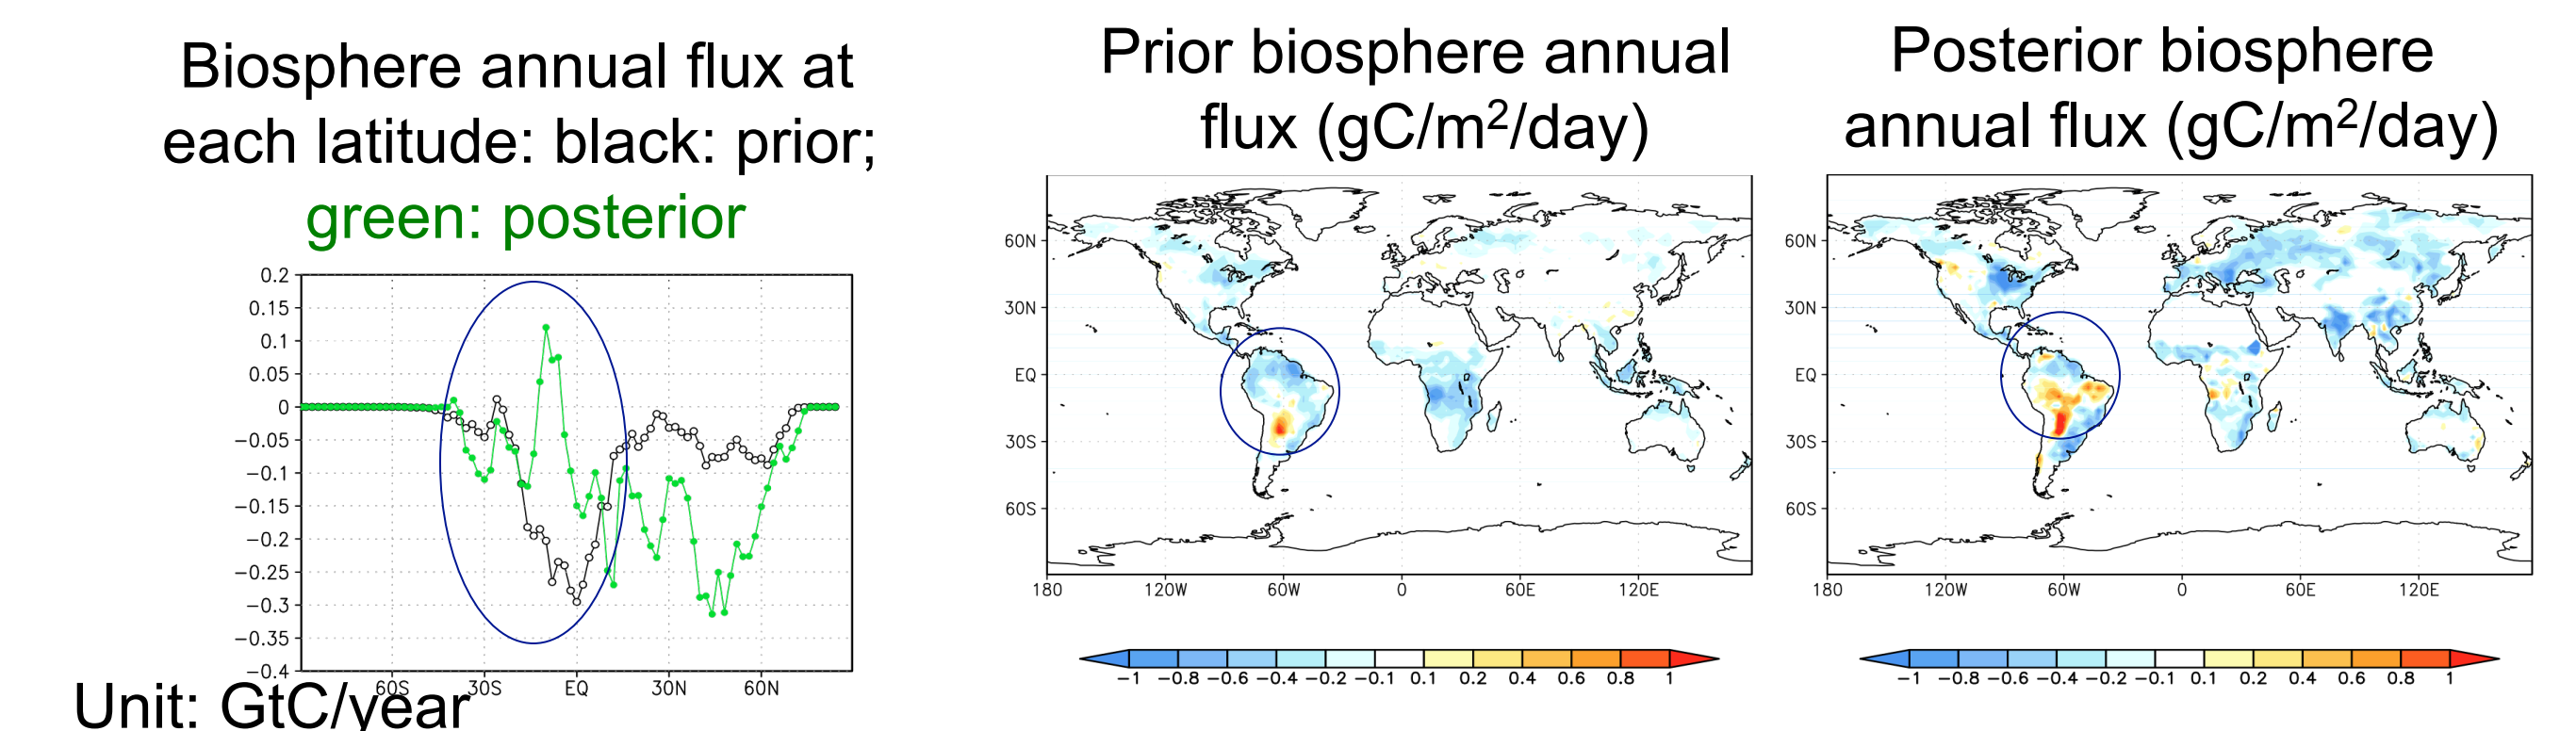 Biosphere annual flux at
each latitude: black: prior;
green: posterior
0.2
0.15
0.1
0.05
0
−0.05
−0.1
−0.15
−0.2
−0.25
−0.3
−0.35
−0.4
60S 30S EQ 30N 60N
Unit: GtC/year
Prior biosphere annual
flux (gC/m²/day)
60N
30N
EQ
30S
60S
180 120W 60W 0 60E 120E
−1 −0.8 −0.6 −0.4 −0.2 −0.1 0.1 0.2 0.4 0.6 0.8 1
Posterior biosphere
annual flux (gC/m²/day)
60N
30N
EQ
30S
60S
180 120W 60W 0 60E 120E
−1 −0.8 −0.6 −0.4 −0.2 −0.1 0.1 0.2 0.4 0.6 0.8 1